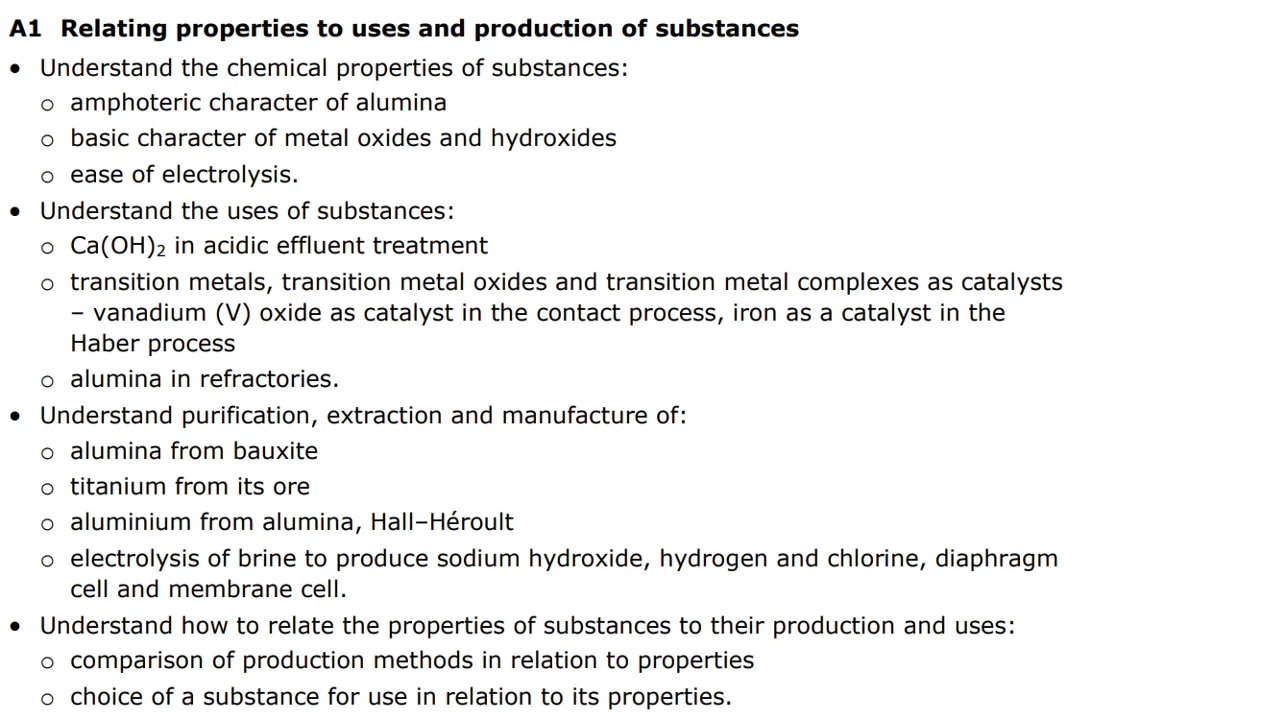 A1 Relating properties to uses and production of substances
• Understand the chemical properties of substances:
o amphoteric character of alumina
o basic character of metal oxides and hydroxides
o ease of electrolysis.
• Understand the uses of substances:
o Ca(OH)₂ in acidic effluent treatment
o transition metals, transition metal oxides and transition metal complexes as catalysts
– vanadium (V) oxide as catalyst in the contact process, iron as a catalyst in the
Haber process
o alumina in refractories.
• Understand purification, extraction and manufacture of:
o alumina from bauxite
o titanium from its ore
o aluminium from alumina, Hall–Héroult
o electrolysis of brine to produce sodium hydroxide, hydrogen and chlorine, diaphragm
cell and membrane cell.
• Understand how to relate the properties of substances to their production and uses:
o comparison of production methods in relation to properties
o choice of a substance for use in relation to its properties.